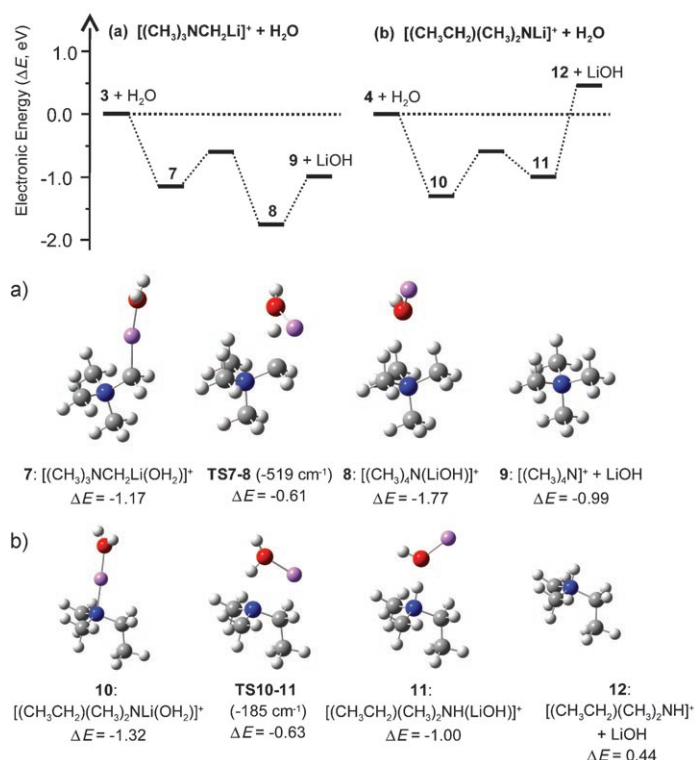 (a) [(CH₃)₃NCH₂Li]⁺ + H₂O
(b) [(CH₃CH₂)(CH₃)₂NLi]⁺ + H₂O
Electronic Energy (ΔE, eV)
1.0
0.0
-1.0
-2.0
3 + H₂O
7
8
9 + LiOH
4 + H₂O
10
11
12 + LiOH
a)
7: [(CH₃)₃NCH₂Li(OH₂)]⁺
ΔE = -1.17
TS7-8 (-519 cm⁻¹)
ΔE = -0.61
8: [(CH₃)₄N(LiOH)]⁺
ΔE = -1.77
9: [(CH₃)₄N]⁺ + LiOH
ΔE = -0.99
b)
10:
[(CH₃CH₂)(CH₃)₂NLi(OH₂)]⁺
ΔE = -1.32
TS10-11
(-185 cm⁻¹)
ΔE = -0.63
11:
[(CH₃CH₂)(CH₃)₂NH(LiOH)]⁺
ΔE = -1.00
12:
[(CH₃CH₂)(CH₃)₂NH]⁺
+ LiOH
ΔE = 0.44